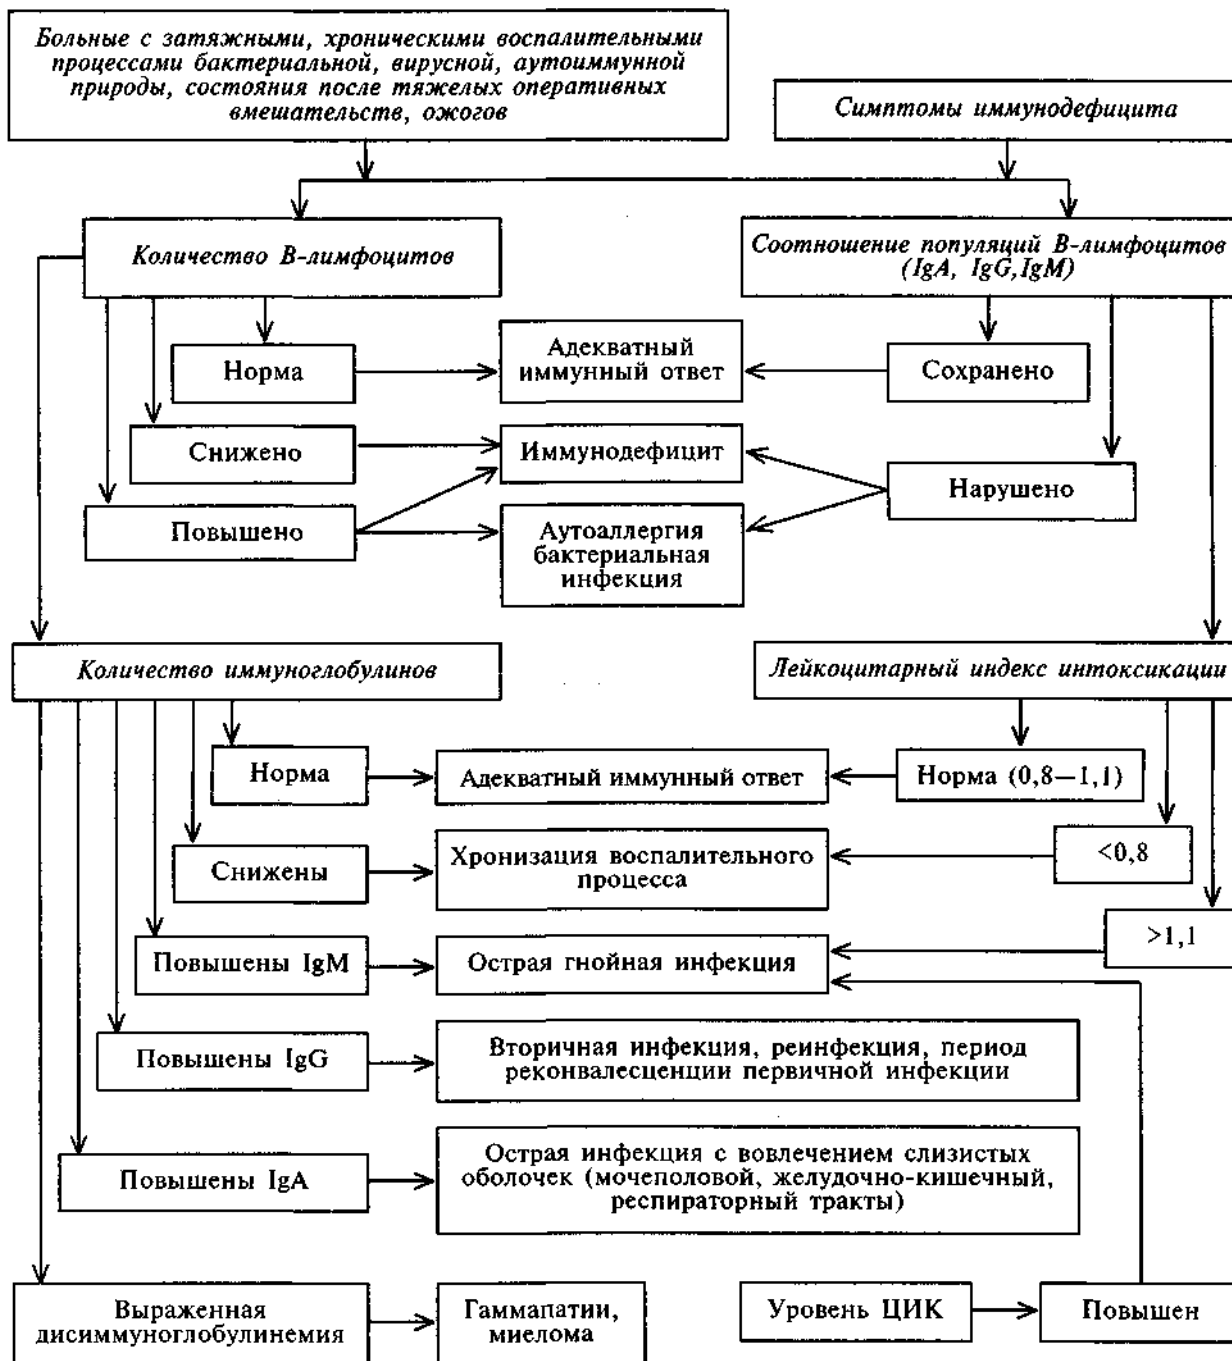 Больные с затяжными, хроническими воспалительными
процессами бактериальной, вирусной, аутоиммунной
природы, состояния после тяжелых оперативных
вмешательств, ожогов
Симптомы иммунодефицита
Количество В-лимфоцитов
Соотношение популяций В-лимфоцитов
(IgA, IgG,IgM)
Норма
Адекватный
иммунный ответ
Сохранено
Снижено
Иммунодефицит
Нарушено
Повышено
Аутоаллергия
бактериальная
инфекция
Количество иммуноглобулинов
Лейкоцитарный индекс интоксикации
Норма
Адекватный иммунный ответ
Норма (0,8—1,1)
Снижены
Хронизация воспалительного
процесса
<0,8
Повышены IgM
Острая гнойная инфекция
>1,1
Повышены IgG
Вторичная инфекция, реинфекция, период
реконвалесценции первичной инфекции
Повышены IgA
Острая инфекция с вовлечением слизистых
оболочек (мочеполовой, желудочно-кишечный,
респираторный тракты)
Выраженная
дисиммуноглобулинемия
Гаммапатии,
миелома
Уровень ЦИК
Повышен